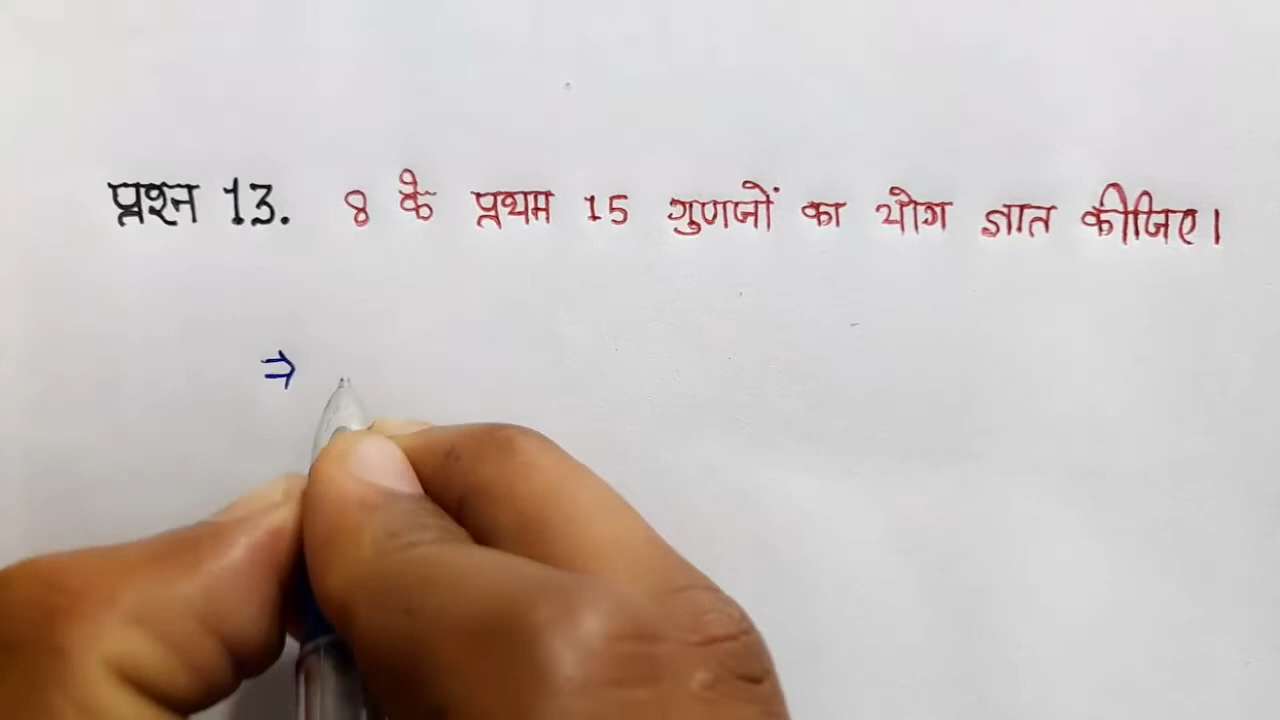 प्रश्न 13. 8 के प्रथम 15 गुणजों का योग ज्ञात कीजिए।
⇒